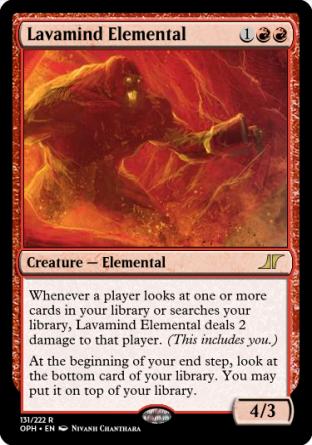 Lavamind Elemental 1
Creature — Elemental
Whenever a player looks at one or more
cards in your library or searches your
library, Lavamind Elemental deals 2
damage to that player. (This includes you.)
At the beginning of your end step, look at
the bottom card of your library. You may
put it on top of your library.
4/3
131/222 R
OPH • EN Nivanh Chanthara